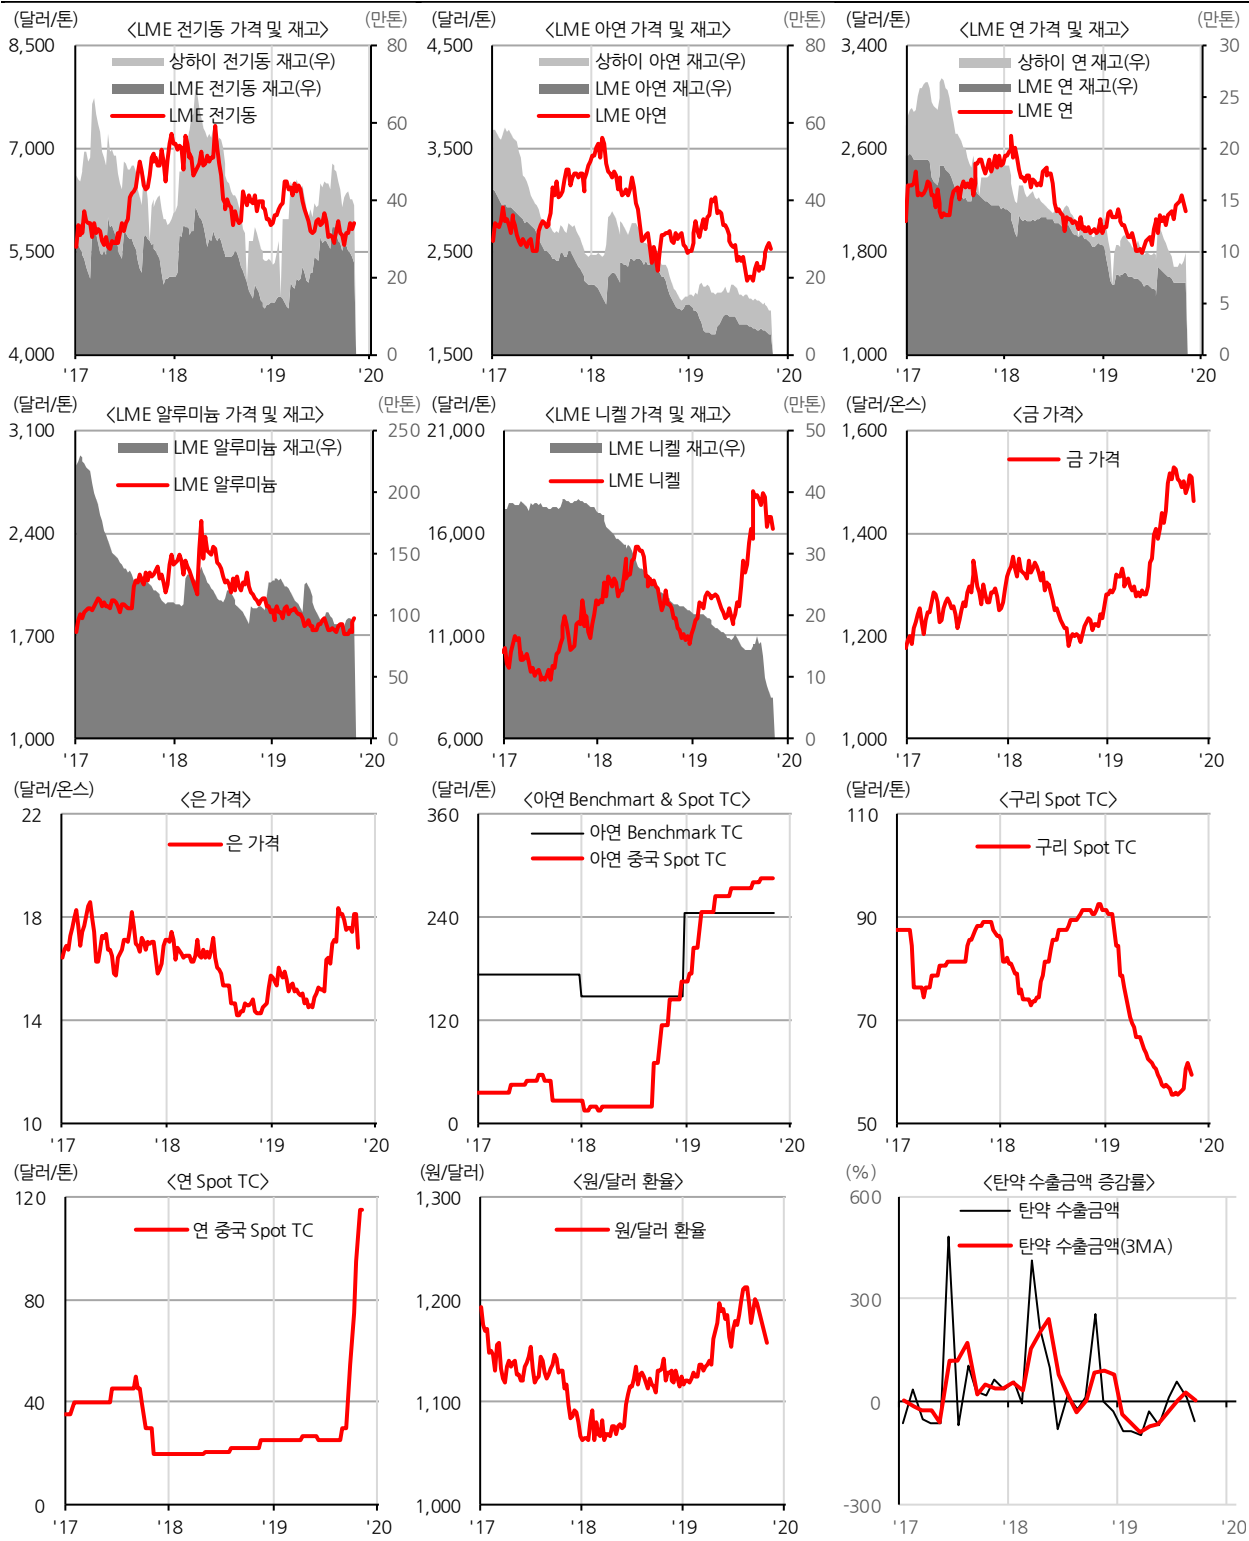 (달러/톤) <LME 전기동 가격 및 재고> (만톤)
8,500 80
상하이 전기동 재고(우)
LME 전기동 재고(우)
LME 전기동
60
7,000
40
5,500
20
4,000 0
'17 '18 '19 '20
(달러/톤) <LME 아연 가격 및 재고> (만톤)
4,500 80
상하이 아연 재고(우)
LME 아연 재고(우)
LME 아연
60
3,500
40
2,500
20
1,500 0
'17 '18 '19 '20
(달러/톤) <LME 연 가격 및 재고> (만톤)
3,400 30
상하이 연 재고(우)
LME 연 재고(우)
25
LME 연
2,600 20
15
1,800 10
5
1,000 0
'17 '18 '19 '20
(달러/톤) <LME 알루미늄 가격 및 재고> (만톤)
3,100 250
LME 알루미늄 재고(우)
LME 알루미늄
200
2,400
150
100
1,700
50
1,000 0
'17 '18 '19 '20
(달러/톤) <LME 니켈 가격 및 재고> (만톤)
21,000 50
LME 니켈 재고(우)
LME 니켈
40
16,000
30
20
11,000
10
6,000 0
'17 '18 '19 '20
(달러/온스) <금 가격>
1,600
금 가격
1,400
1,200
1,000
'17 '18 '19 '20
(달러/온스) <은 가격>
22
은 가격
18
14
10
'17 '18 '19 '20
(달러/톤) <아연 Benchmart & Spot TC>
360
아연 Benchmark TC
아연 중국 Spot TC
240
120
0
'17 '18 '19 '20
(달러/톤) <구리 Spot TC>
110
구리 Spot TC
90
70
50
'17 '18 '19 '20
(달러/톤) <연 Spot TC>
120
연 중국 Spot TC
80
40
0
'17 '18 '19 '20
(원/달러) <원/달러 환율>
1,300
원/달러 환율
1,200
1,100
1,000
'17 '18 '19 '20
(%) <탄약 수출금액 증감률>
600
탄약 수출금액
탄약 수출금액(3MA)
300
0
-300
'17 '18 '19 '20